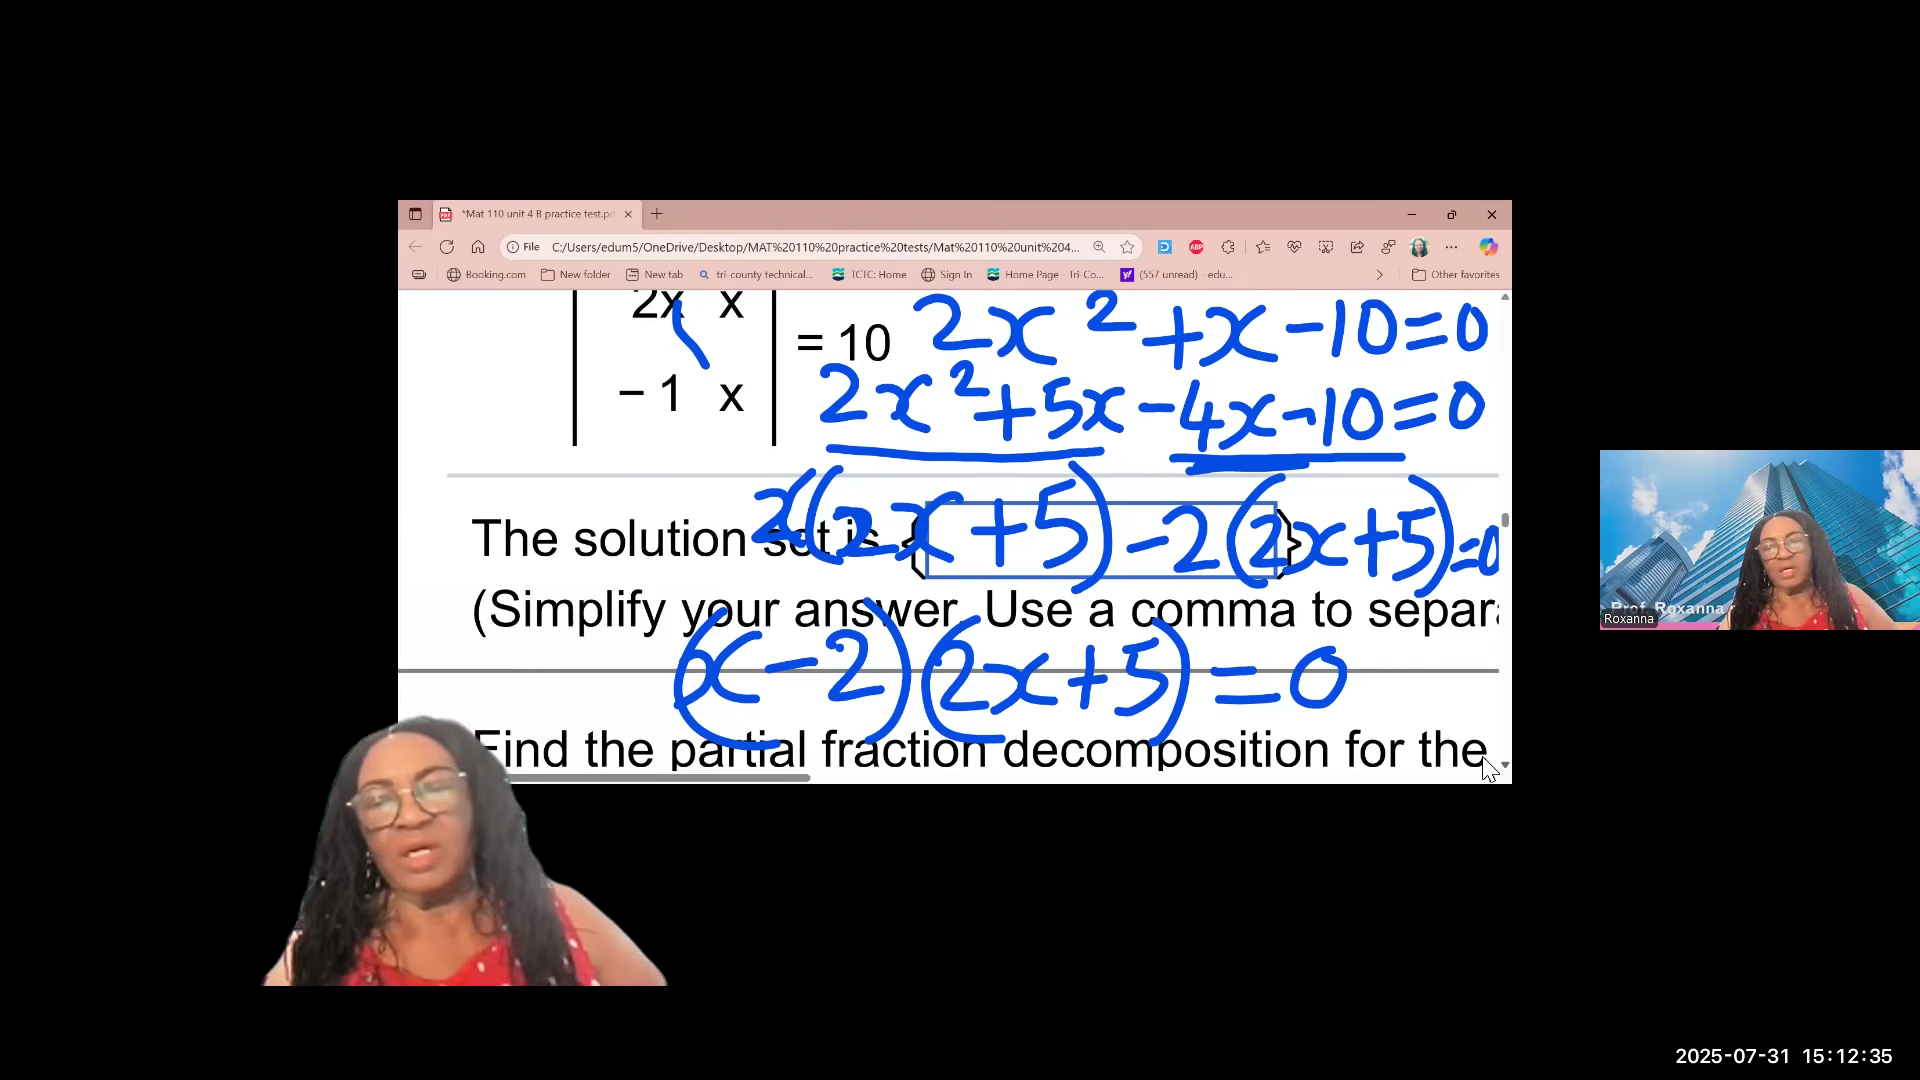 *Mat 110 unit 4 B practice test.pd
File C:/Users/edum5/OneDrive/Desktop/MAT%20110%20practice%20tests/Mat%20110%20unit%204...
Booking.com New folder New tab tri-county technical... TCTC: Home Sign In Home Page - Tri-Co... (557 unread) - edu... Other favorites
2x x
= 10
− 1 x
2x² + x − 10 = 0
2x² + 5x − 4x − 10 = 0
x(2x + 5) − 2(2x + 5) = 0
The solution set is { }
(Simplify your answer. Use a comma to separa
(x − 2)(2x + 5) = 0
Find the partial fraction decomposition for the
Prof. Roxanna
Roxanna
2025-07-31 15:12:35